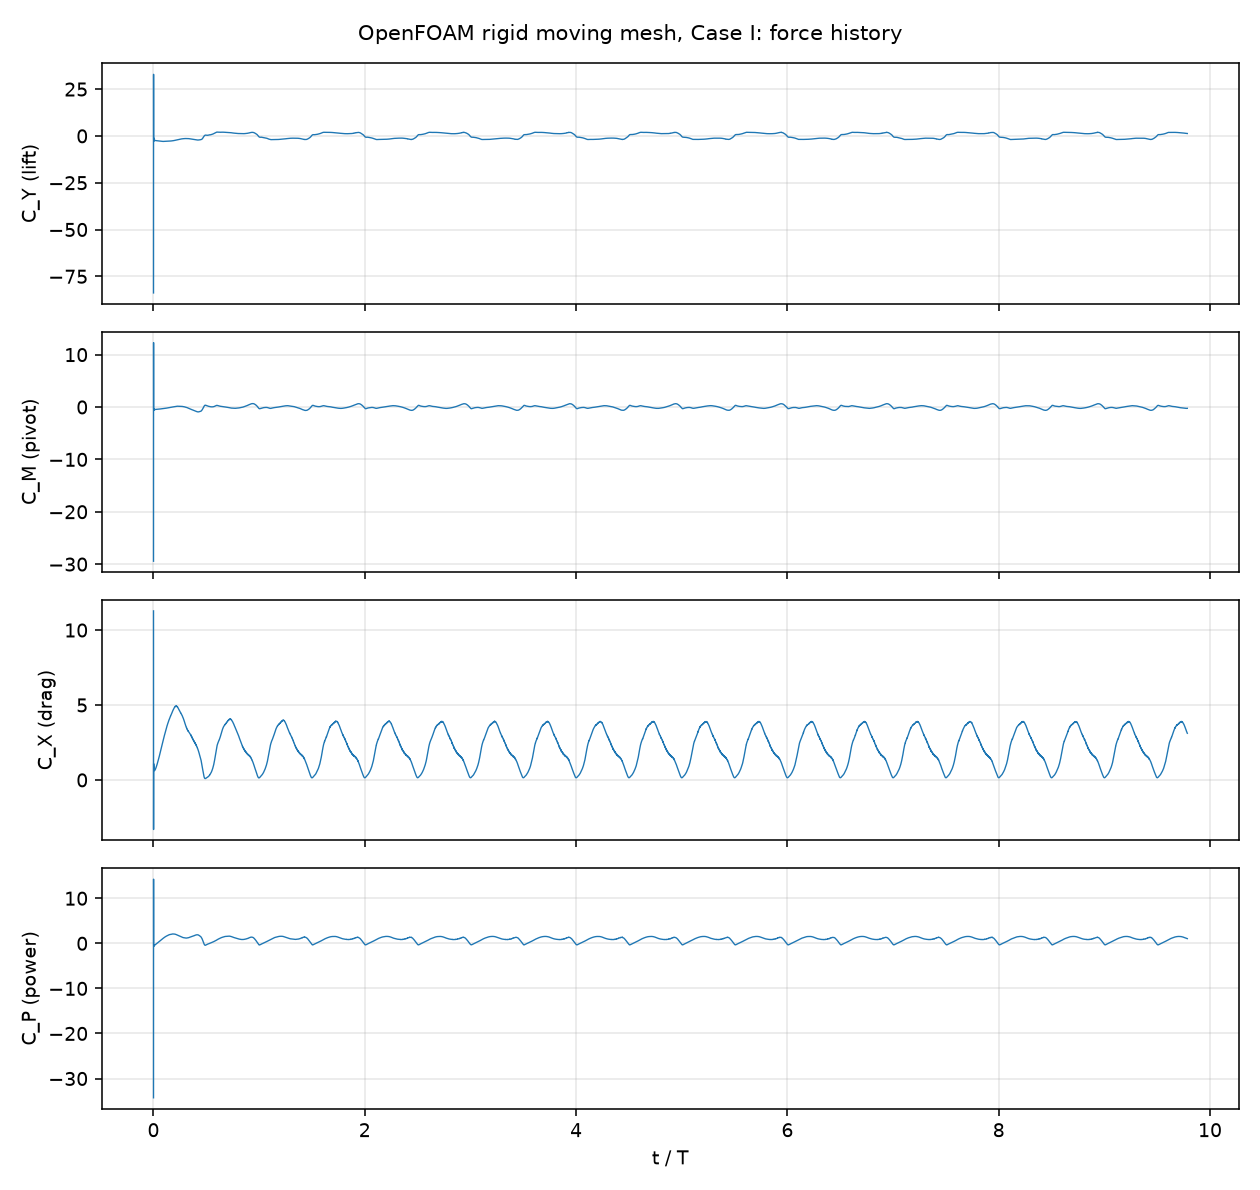 OpenFOAM rigid moving mesh, Case I: force history
25
0
−25
−50
−75
C_Y (lift)
10
0
−10
−20
−30
C_M (pivot)
10
5
0
C_X (drag)
10
0
−10
−20
−30
C_P (power)
0 2 4 6 8 10
t / T